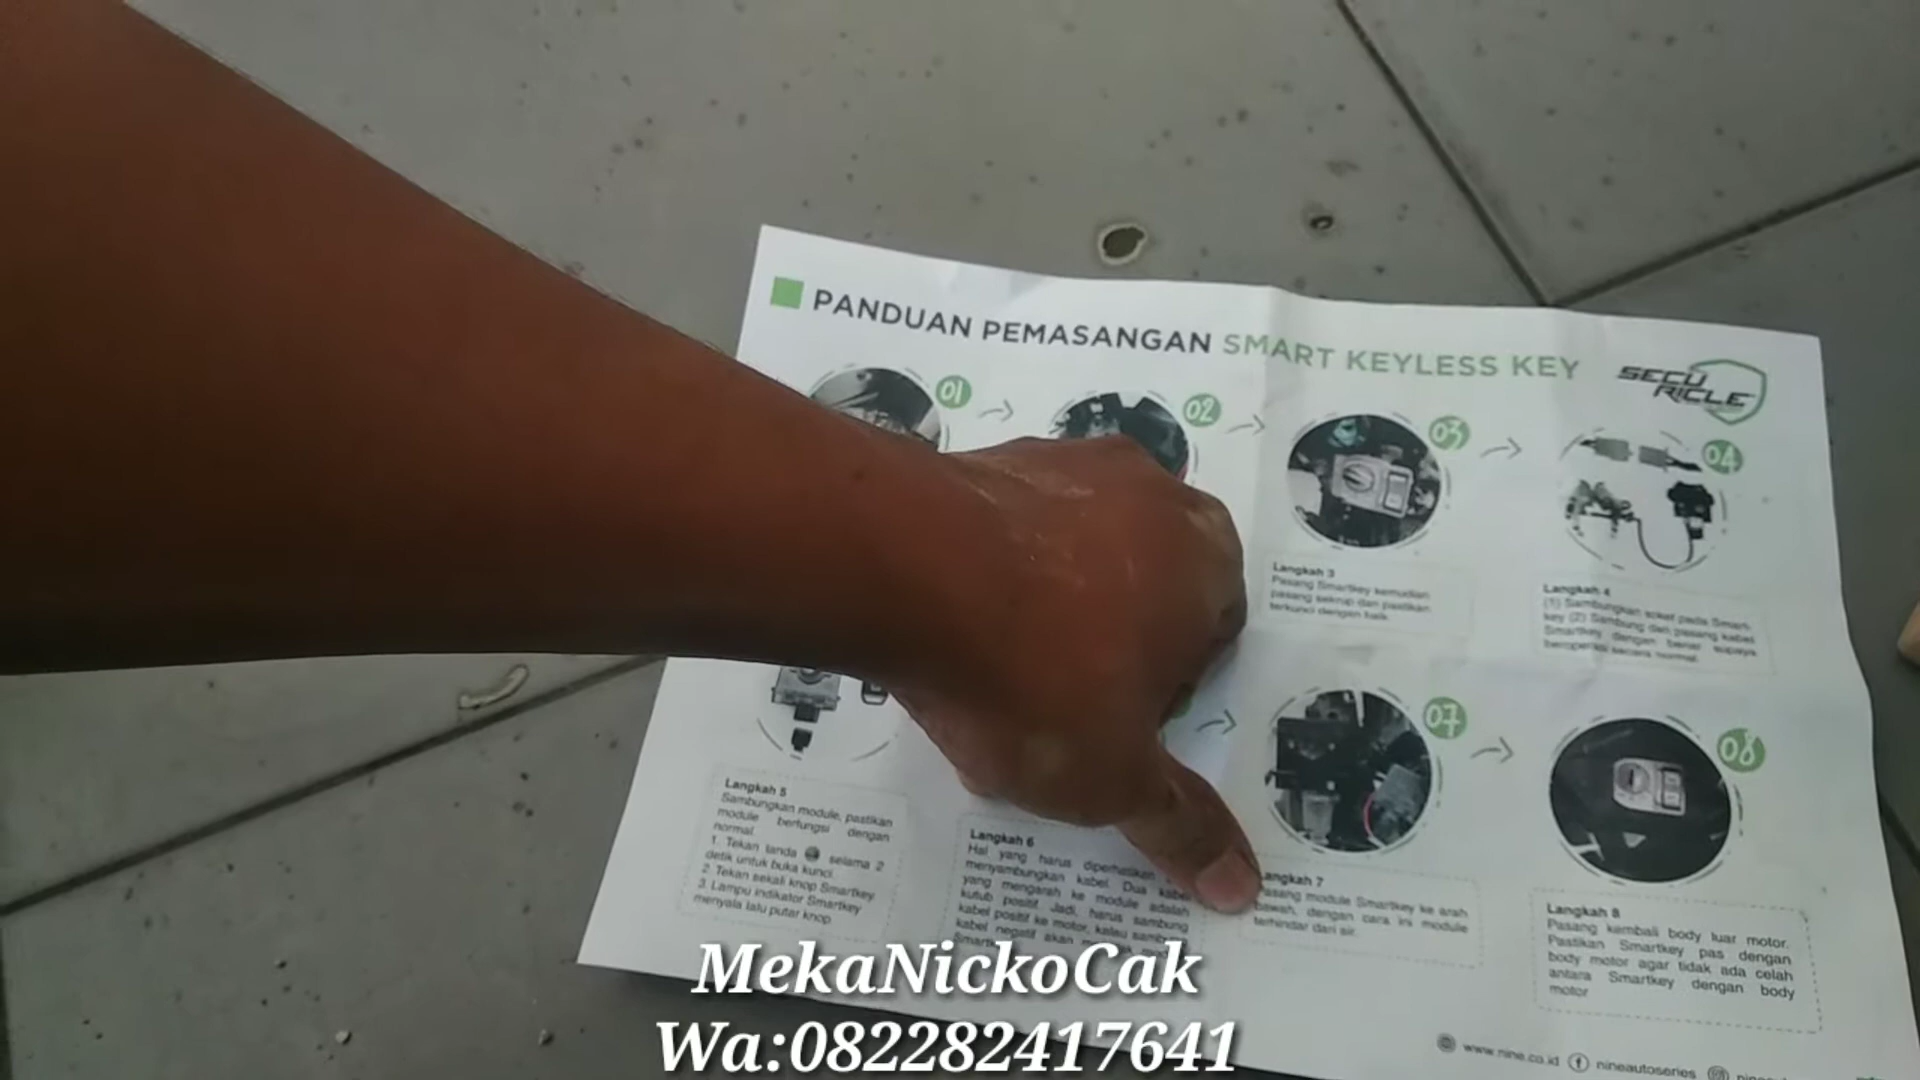 PANDUAN PEMASANGAN SMART KEYLESS KEY
SECU
RICLE
01
02
03
04
Langkah 3
Pasang Smartkey kemudian
pasang sekrup dan pastikan
terkunci dengan baik.
Langkah 4
(1) Sambungkan soket pada Smart-
key (2) Sambung dan pasang kabel
Smartkey dengan benar supaya
beroperasi secara normal.
07
08
Langkah 5
Sambungkan module, pastikan
module berfungsi dengan
normal.
1. Tekan tanda selama 2
detik untuk buka kunci.
2. Tekan sekali knop Smartkey
3. Lampu indikator Smartkey
menyala lalu putar knop.
Langkah 6
Hal yang harus diperhatikan
menyambungkan kabel. Dua kabel
yang mengarah ke module adalah
kutub positif. Jadi, harus sambung
kabel positif ke motor, kalau sambung
kabel negatif akan
Langkah 7
Pasang module Smartkey ke arah
bawah, dengan cara ini module
terhindar dari air.
Langkah 8
Pasang kembali body luar motor.
Pastikan Smartkey pas dengan
body motor agar tidak ada celah
antara Smartkey dengan body
motor
www.nine.co.id nineautoseries
MekaNickoCak
Wa:082282417641